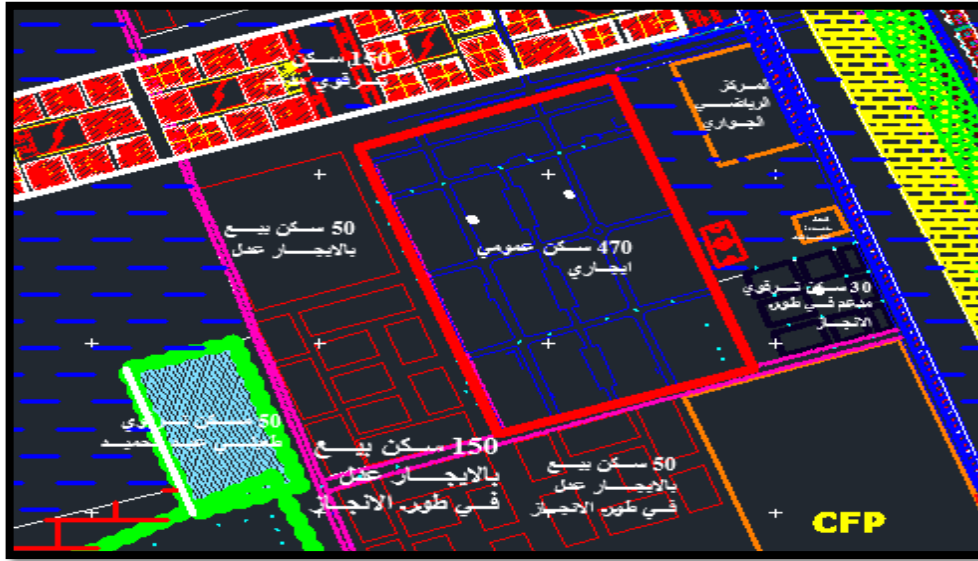 150 سكن
المركز
الرياضي
الجواري
50 سكن بيع
بالايجار عدل
470 سكن عمومي
ايجاري
30 سكن ترقوي
مدعم في طور
الانجاز
50 سكن ترقوي
150 سكن بيع
بالايجار عدل
في طور الانجاز
50 سكن بيع
بالايجار عدل
في طور الانجاز
CFP